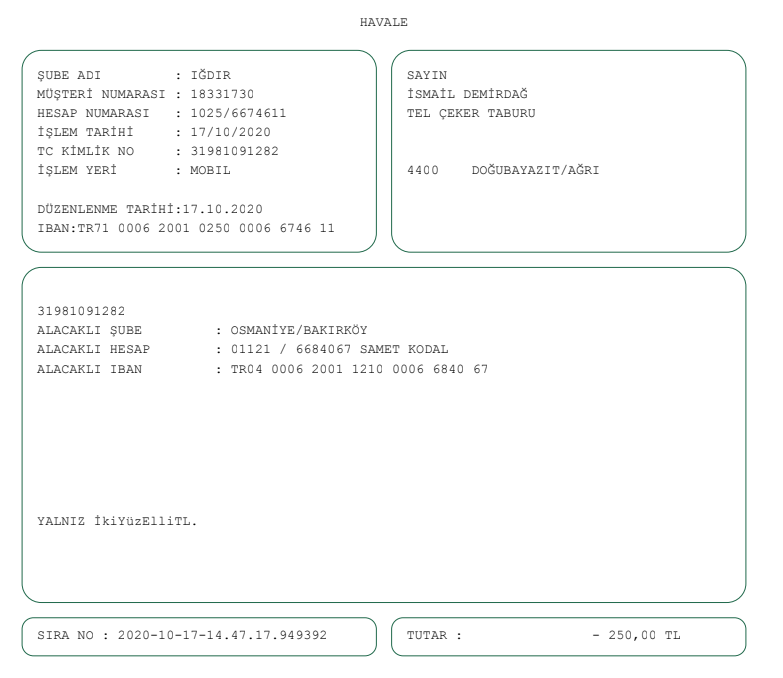 HAVALE
ŞUBE ADI : IĞDIR
MÜŞTERİ NUMARASI : 18331730
HESAP NUMARASI : 1025/6674611
İŞLEM TARİHİ : 17/10/2020
TC KİMLİK NO : 31981091282
İŞLEM YERİ : MOBIL
DÜZENLENME TARİHİ:17.10.2020
IBAN:TR71 0006 2001 0250 0006 6746 11
SAYIN
İSMAİL DEMİRDAĞ
TEL ÇEKER TABURU
4400 DOĞUBAYAZIT/AĞRI
31981091282
ALACAKLI ŞUBE : OSMANİYE/BAKIRKÖY
ALACAKLI HESAP : 01121 / 6684067 SAMET KODAL
ALACAKLI IBAN : TR04 0006 2001 1210 0006 6840 67
YALNIZ İkiYüzElliTL.
SIRA NO : 2020-10-17-14.47.17.949392
TUTAR : - 250,00 TL